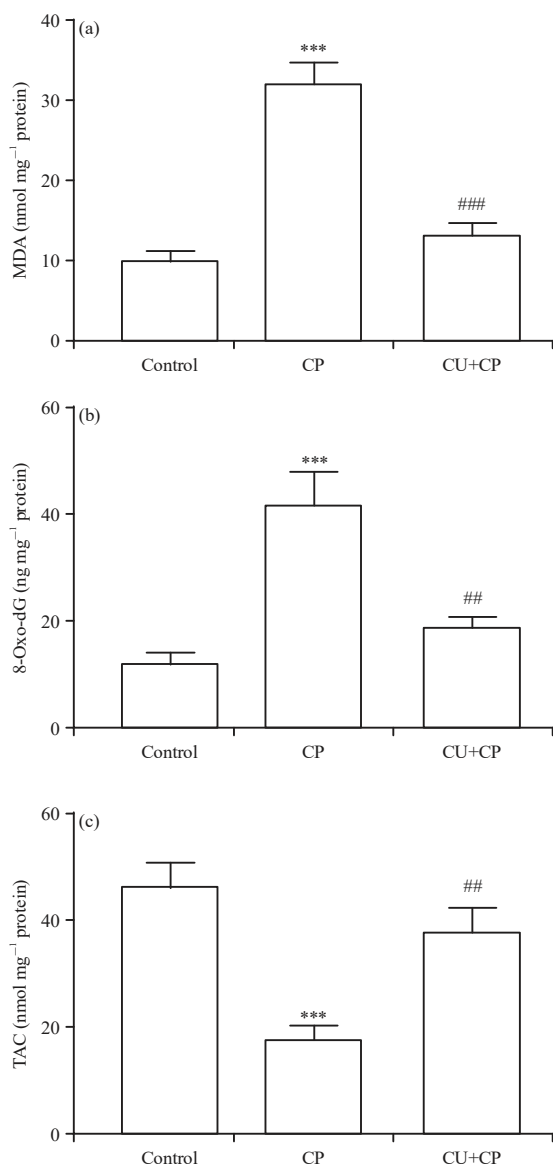 (a)
MDA (nmol mg⁻¹ protein)
40
30
20
10
0
***
###
Control CP CU+CP
(b)
8-Oxo-dG (ng mg⁻¹ protein)
60
40
20
0
***
##
Control CP CU+CP
(c)
TAC (nmol mg⁻¹ protein)
60
40
20
0
***
##
Control CP CU+CP